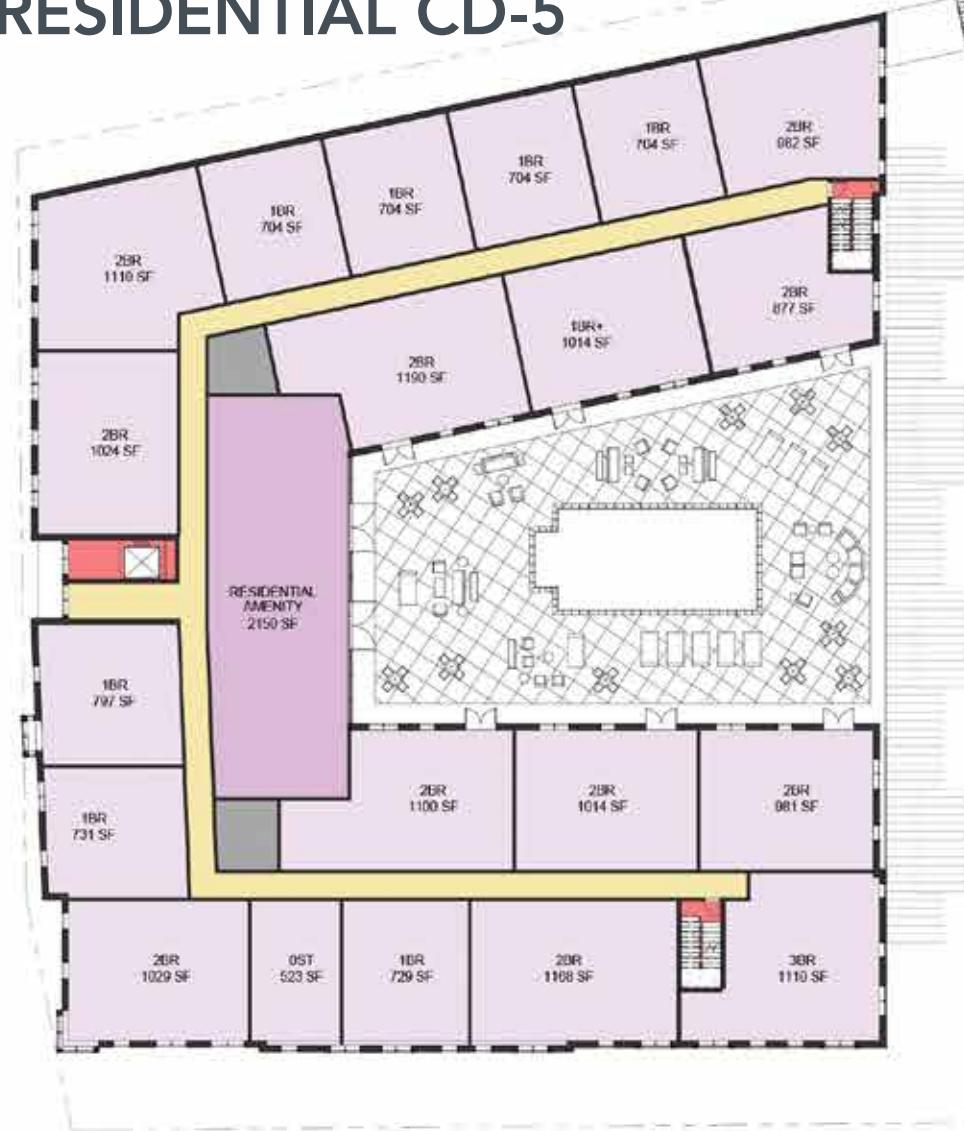 RESIDENTIAL CD-5
2BR
982 SF
1BR
704 SF
1BR
704 SF
1BR
704 SF
1BR
704 SF
2BR
1110 SF
2BR
877 SF
1BR+
1014 SF
2BR
1190 SF
2BR
1024 SF
RESIDENTIAL
AMENITY
2150 SF
1BR
797 SF
1BR
731 SF
2BR
1100 SF
2BR
1014 SF
2BR
981 SF
2BR
1029 SF
0ST
523 SF
1BR
729 SF
2BR
1168 SF
3BR
1110 SF